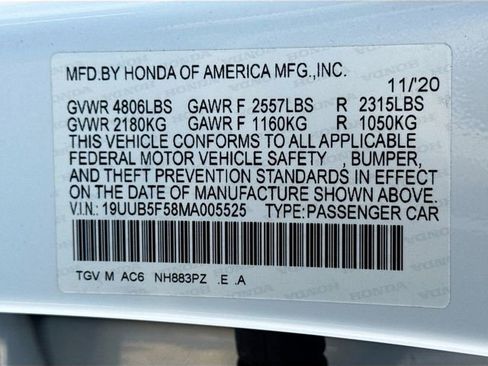 MFD.BY HONDA OF AMERICA MFG.,INC.
11/'20
GVWR 4806LBS GAWR F 2557LBS R 2315LBS
GVWR 2180KG GAWR F 1160KG R 1050KG
THIS VEHICLE CONFORMS TO ALL APPLICABLE
FEDERAL MOTOR VEHICLE SAFETY , BUMPER,
AND THEFT PREVENTION STANDARDS IN EFFECT
ON THE DATE OF MANUFACTURE SHOWN ABOVE.
V.I.N.: 19UUB5F58MA005525 TYPE:PASSENGER CAR
TGV M AC6 NH883PZ .E .A